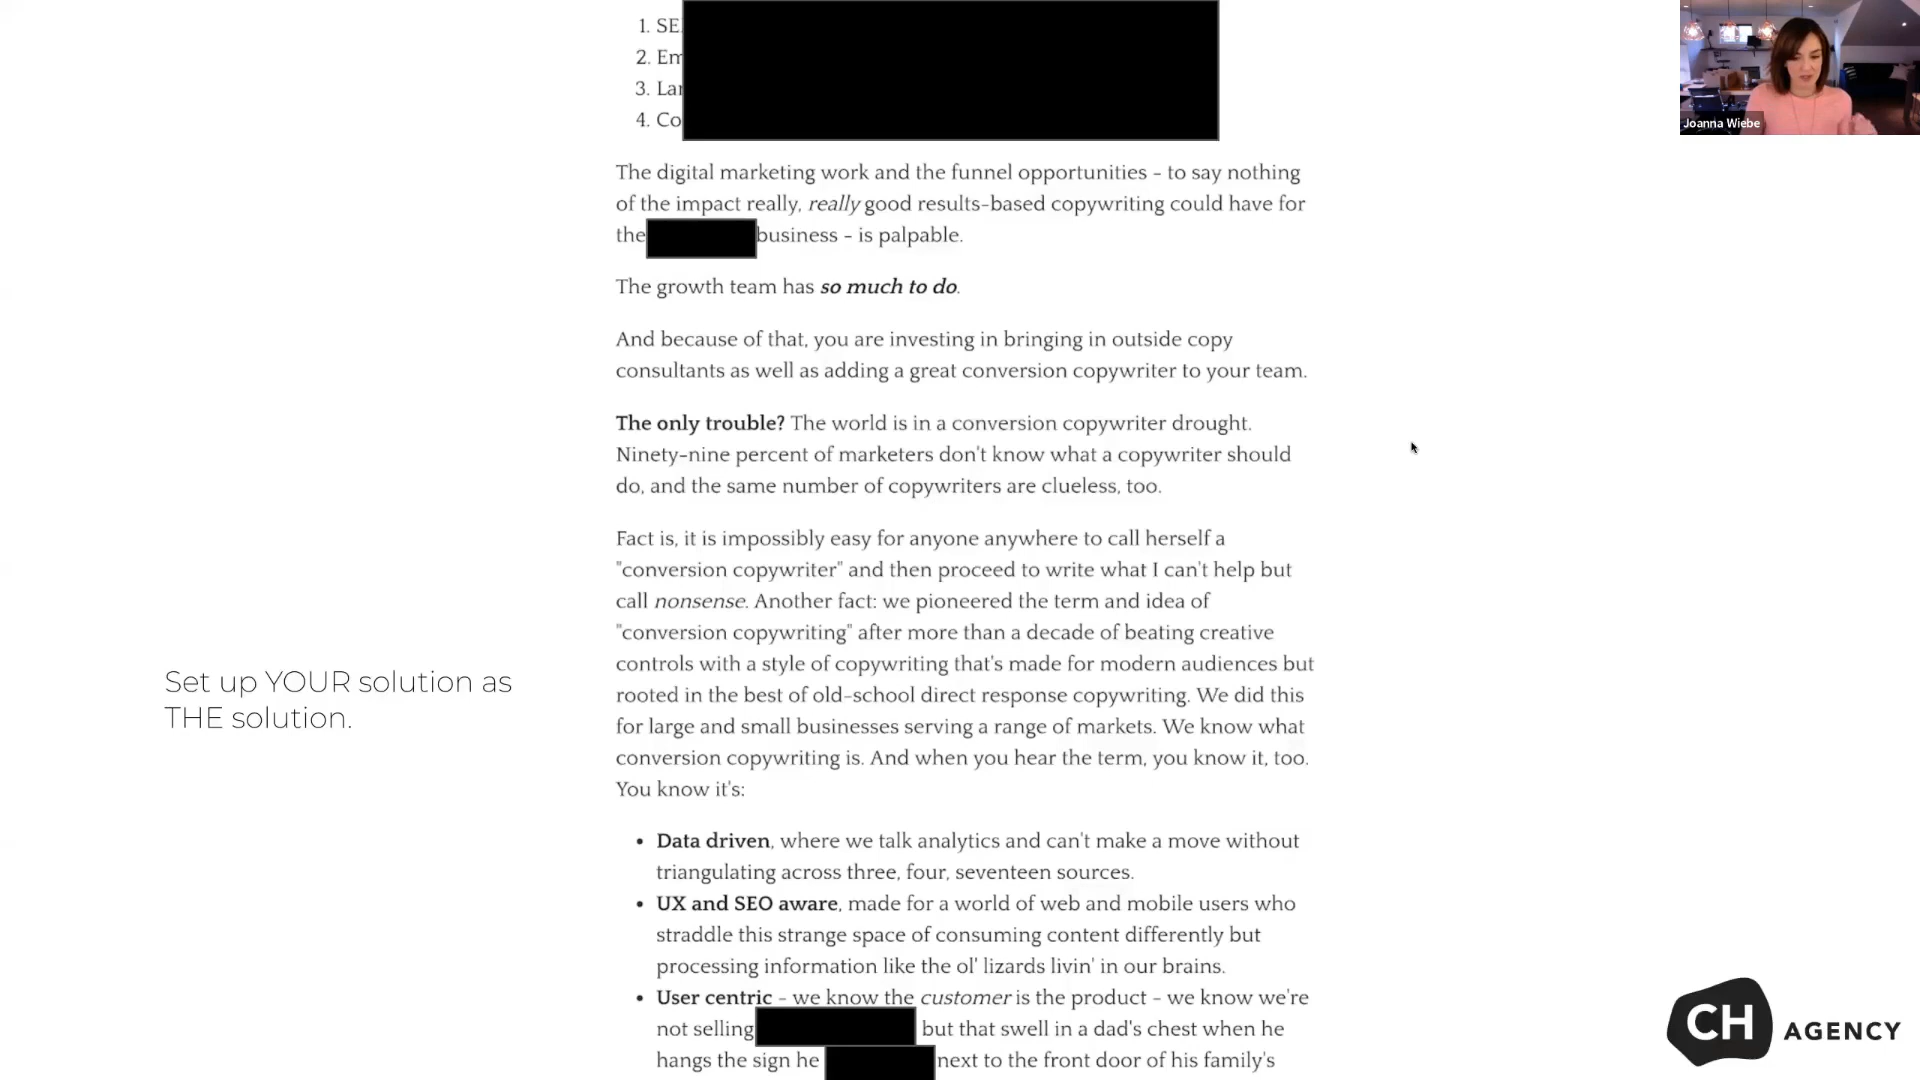 1. SE
2. Em
3. Lan
4. Co
The digital marketing work and the funnel opportunities - to say nothing
of the impact really, really good results-based copywriting could have for
the business - is palpable.
The growth team has so much to do.
And because of that, you are investing in bringing in outside copy
consultants as well as adding a great conversion copywriter to your team.
The only trouble? The world is in a conversion copywriter drought.
Ninety-nine percent of marketers don't know what a copywriter should
do, and the same number of copywriters are clueless, too.
Fact is, it is impossibly easy for anyone anywhere to call herself a
"conversion copywriter" and then proceed to write what I can't help but
call nonsense. Another fact: we pioneered the term and idea of
"conversion copywriting" after more than a decade of beating creative
controls with a style of copywriting that's made for modern audiences but
rooted in the best of old-school direct response copywriting. We did this
for large and small businesses serving a range of markets. We know what
conversion copywriting is. And when you hear the term, you know it, too.
You know it's:
• Data driven, where we talk analytics and can't make a move without
triangulating across three, four, seventeen sources.
• UX and SEO aware, made for a world of web and mobile users who
straddle this strange space of consuming content differently but
processing information like the ol' lizards livin' in our brains.
• User centric - we know the customer is the product - we know we're
not selling but that swell in a dad's chest when he
hangs the sign he next to the front door of his family's
Set up YOUR solution as
THE solution.
Joanna Wiebe
CH AGENCY